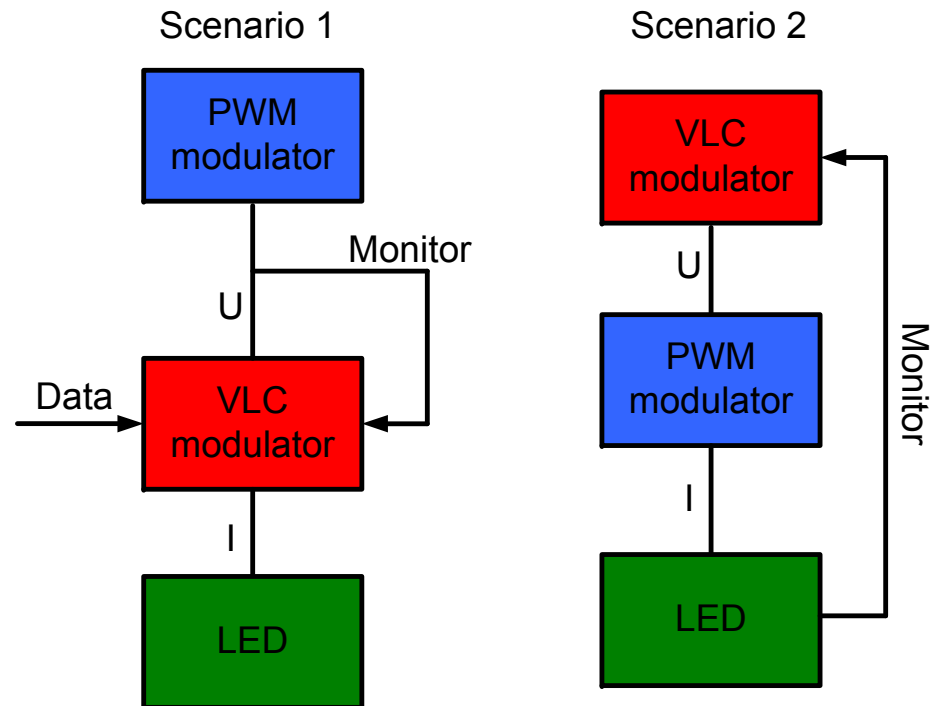 Scenario 1
PWM
modulator
Monitor
U
Data
VLC
modulator
I
LED
Scenario 2
VLC
modulator
U
PWM
modulator
Monitor
I
LED